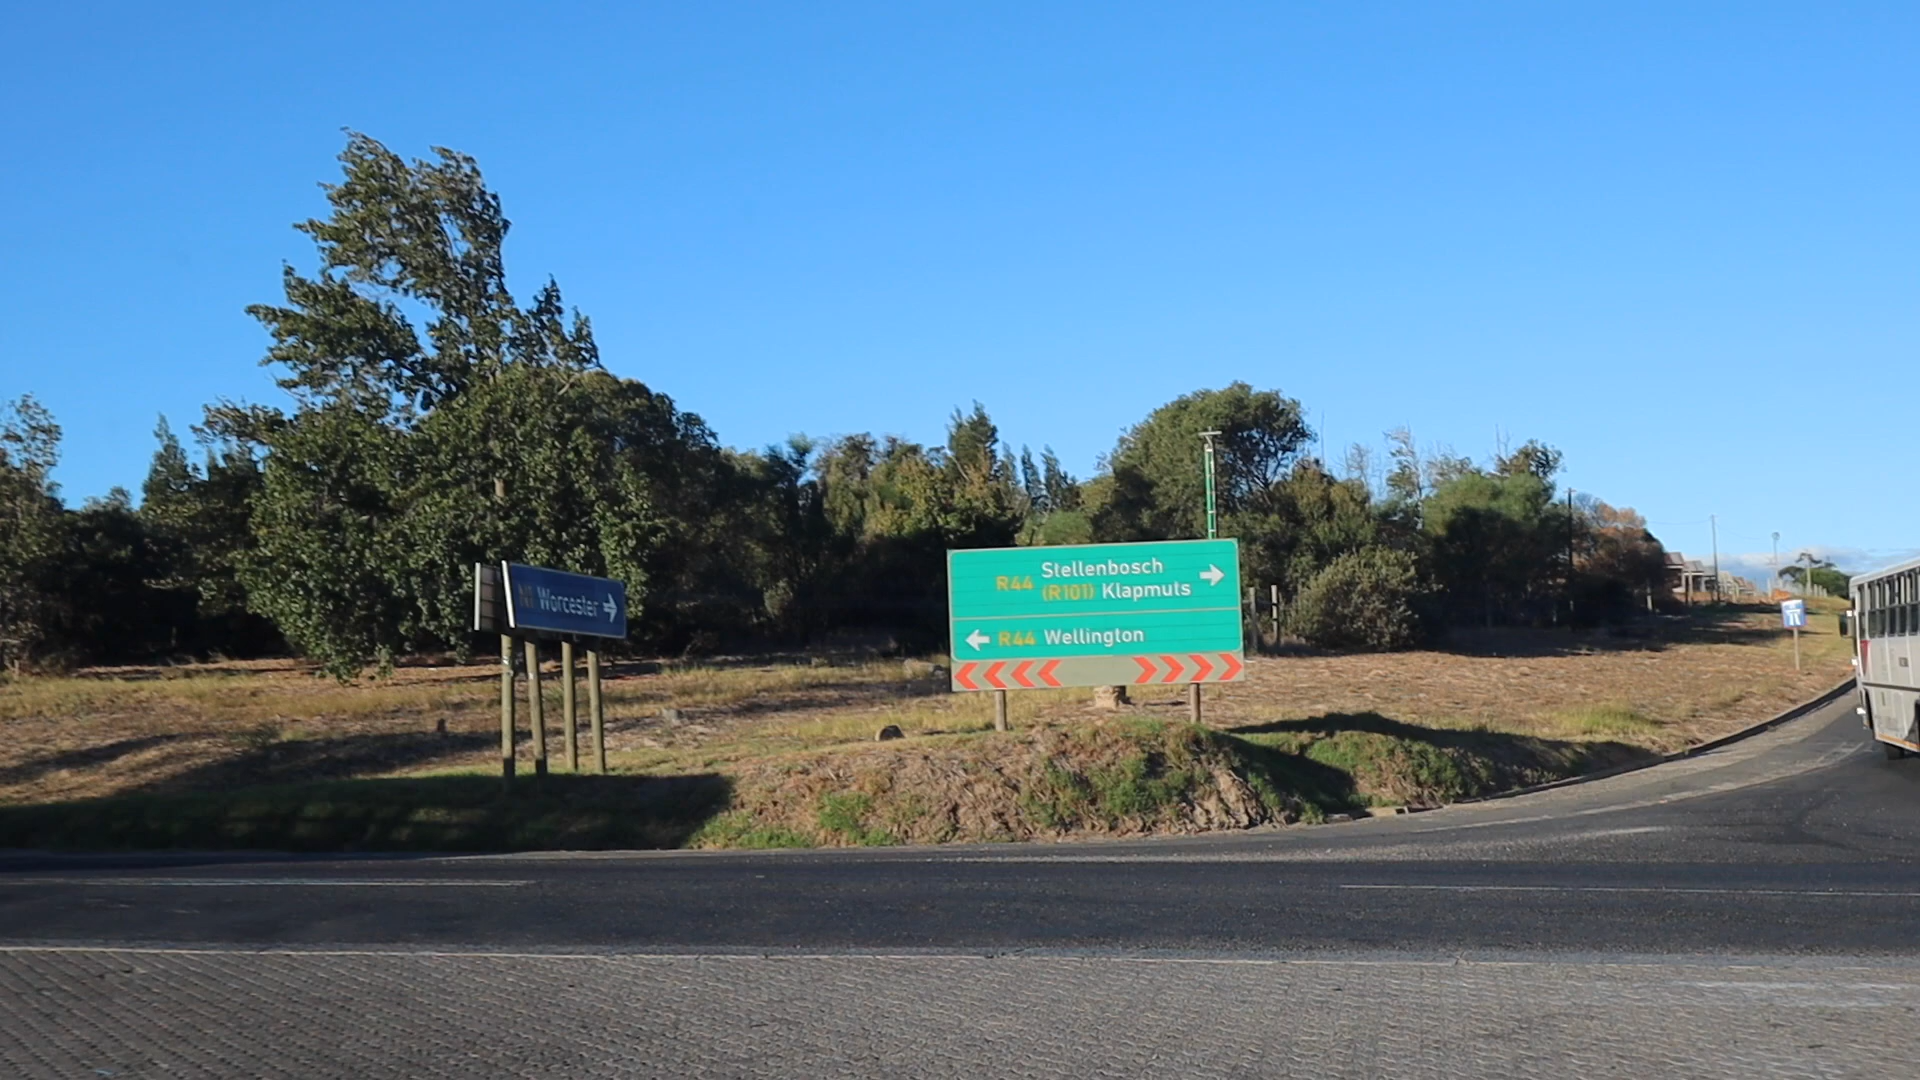 N1 Worcester
Stellenbosch
R44 (R101) Klapmuts
R44 Wellington